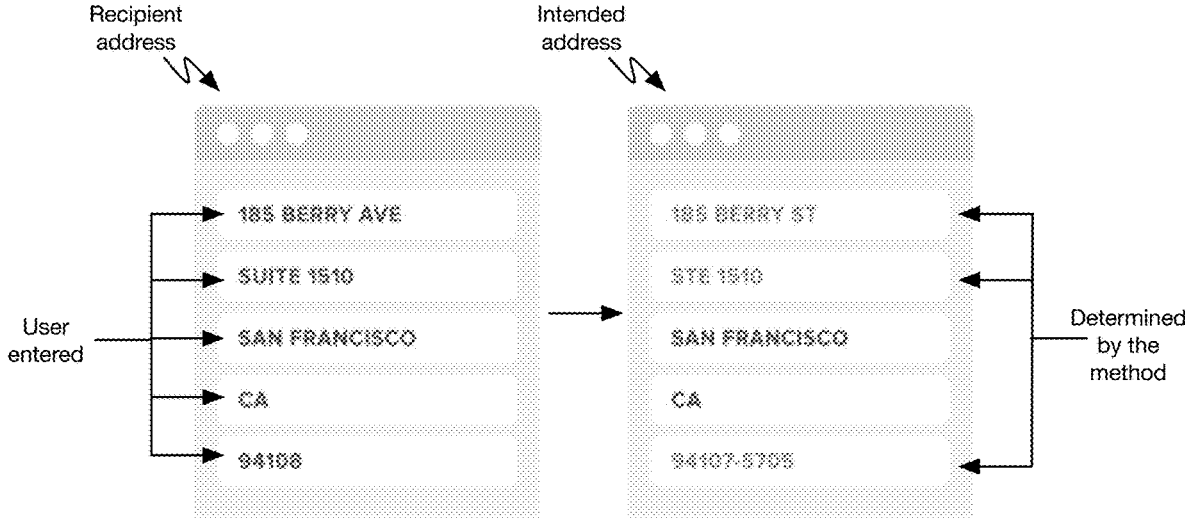 Recipient
address
Intended
address
185 BERRY AVE
SUITE 1510
SAN FRANCISCO
CA
94108
User
entered
185 BERRY ST
STE 1510
SAN FRANCISCO
CA
94107-5705
Determined
by the
method